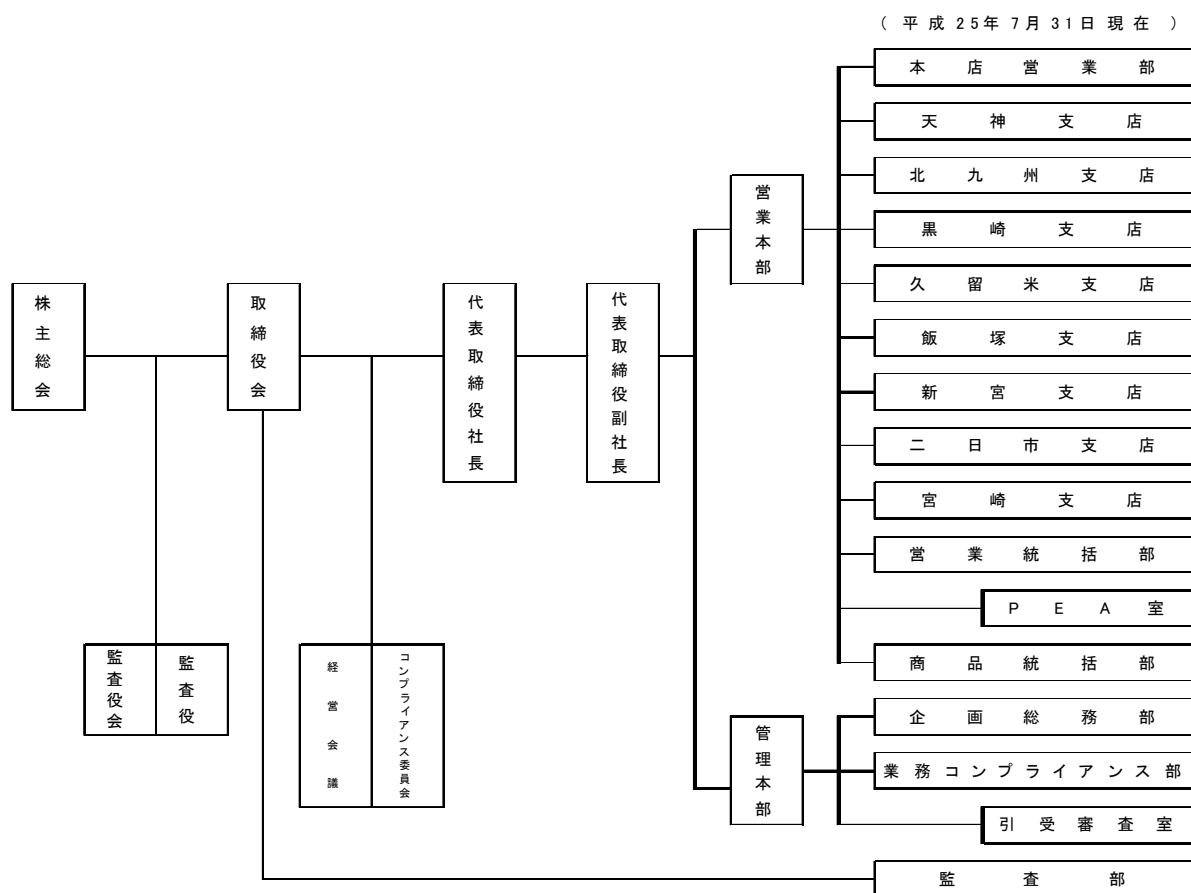 (平成25年7月31日現在)
株主総会
監査役会
監査役
取締役会
経営会議
コンプライアンス委員会
代表取締役社長
代表取締役副社長
営業本部
本店営業部
天神支店
北九州支店
黒崎支店
久留米支店
飯塚支店
新宮支店
二日市支店
宮崎支店
営業統括部
PEA室
商品統括部
管理本部
企画総務部
業務コンプライアンス部
引受審査室
監査部